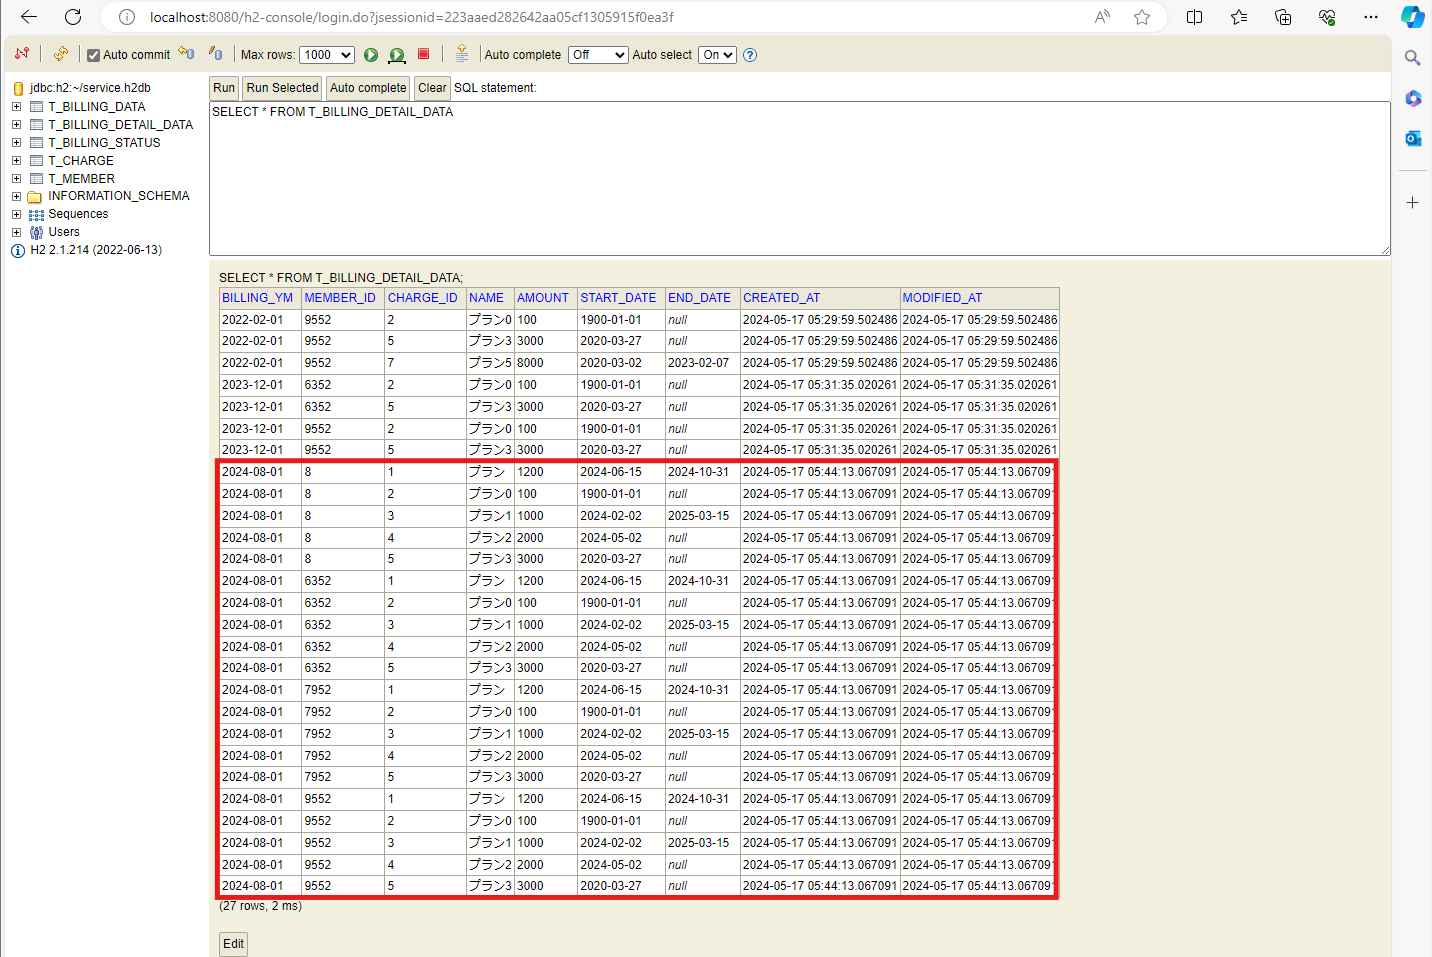 localhost:8080/h2-console/login.do?jsessionid=223aaed282642aa05cf1305915f0ea3f
Auto commit Max rows: 1000 Auto complete Off Auto select On
jdbc:h2:~/service.h2db
T_BILLING_DATA
T_BILLING_DETAIL_DATA
T_BILLING_STATUS
T_CHARGE
T_MEMBER
INFORMATION_SCHEMA
Sequences
Users
H2 2.1.214 (2022-06-13)
Run Run Selected Auto complete Clear SQL statement:
SELECT * FROM T_BILLING_DETAIL_DATA
SELECT * FROM T_BILLING_DETAIL_DATA;
BILLING_YM MEMBER_ID CHARGE_ID NAME AMOUNT START_DATE END_DATE CREATED_AT MODIFIED_AT
2022-02-01 9552 2 プラン0 100 1900-01-01 null 2024-05-17 05:29:59.502486 2024-05-17 05:29:59.502486
2022-02-01 9552 5 プラン3 3000 2020-03-27 null 2024-05-17 05:29:59.502486 2024-05-17 05:29:59.502486
2022-02-01 9552 7 プラン5 8000 2020-03-02 2023-02-07 2024-05-17 05:29:59.502486 2024-05-17 05:29:59.502486
2023-12-01 6352 2 プラン0 100 1900-01-01 null 2024-05-17 05:31:35.020261 2024-05-17 05:31:35.020261
2023-12-01 6352 5 プラン3 3000 2020-03-27 null 2024-05-17 05:31:35.020261 2024-05-17 05:31:35.020261
2023-12-01 9552 2 プラン0 100 1900-01-01 null 2024-05-17 05:31:35.020261 2024-05-17 05:31:35.020261
2023-12-01 9552 5 プラン3 3000 2020-03-27 null 2024-05-17 05:31:35.020261 2024-05-17 05:31:35.020261
2024-08-01 8 1 プラン 1200 2024-06-15 2024-10-31 2024-05-17 05:44:13.067091 2024-05-17 05:44:13.067091
2024-08-01 8 2 プラン0 100 1900-01-01 null 2024-05-17 05:44:13.067091 2024-05-17 05:44:13.067091
2024-08-01 8 3 プラン1 1000 2024-02-02 2025-03-15 2024-05-17 05:44:13.067091 2024-05-17 05:44:13.067091
2024-08-01 8 4 プラン2 2000 2024-05-02 null 2024-05-17 05:44:13.067091 2024-05-17 05:44:13.067091
2024-08-01 8 5 プラン3 3000 2020-03-27 null 2024-05-17 05:44:13.067091 2024-05-17 05:44:13.067091
2024-08-01 6352 1 プラン 1200 2024-06-15 2024-10-31 2024-05-17 05:44:13.067091 2024-05-17 05:44:13.067091
2024-08-01 6352 2 プラン0 100 1900-01-01 null 2024-05-17 05:44:13.067091 2024-05-17 05:44:13.067091
2024-08-01 6352 3 プラン1 1000 2024-02-02 2025-03-15 2024-05-17 05:44:13.067091 2024-05-17 05:44:13.067091
2024-08-01 6352 4 プラン2 2000 2024-05-02 null 2024-05-17 05:44:13.067091 2024-05-17 05:44:13.067091
2024-08-01 6352 5 プラン3 3000 2020-03-27 null 2024-05-17 05:44:13.067091 2024-05-17 05:44:13.067091
2024-08-01 7952 1 プラン 1200 2024-06-15 2024-10-31 2024-05-17 05:44:13.067091 2024-05-17 05:44:13.067091
2024-08-01 7952 2 プラン0 100 1900-01-01 null 2024-05-17 05:44:13.067091 2024-05-17 05:44:13.067091
2024-08-01 7952 3 プラン1 1000 2024-02-02 2025-03-15 2024-05-17 05:44:13.067091 2024-05-17 05:44:13.067091
2024-08-01 7952 4 プラン2 2000 2024-05-02 null 2024-05-17 05:44:13.067091 2024-05-17 05:44:13.067091
2024-08-01 7952 5 プラン3 3000 2020-03-27 null 2024-05-17 05:44:13.067091 2024-05-17 05:44:13.067091
2024-08-01 9552 1 プラン 1200 2024-06-15 2024-10-31 2024-05-17 05:44:13.067091 2024-05-17 05:44:13.067091
2024-08-01 9552 2 プラン0 100 1900-01-01 null 2024-05-17 05:44:13.067091 2024-05-17 05:44:13.067091
2024-08-01 9552 3 プラン1 1000 2024-02-02 2025-03-15 2024-05-17 05:44:13.067091 2024-05-17 05:44:13.067091
2024-08-01 9552 4 プラン2 2000 2024-05-02 null 2024-05-17 05:44:13.067091 2024-05-17 05:44:13.067091
2024-08-01 9552 5 プラン3 3000 2020-03-27 null 2024-05-17 05:44:13.067091 2024-05-17 05:44:13.067091
(27 rows, 2 ms)
Edit